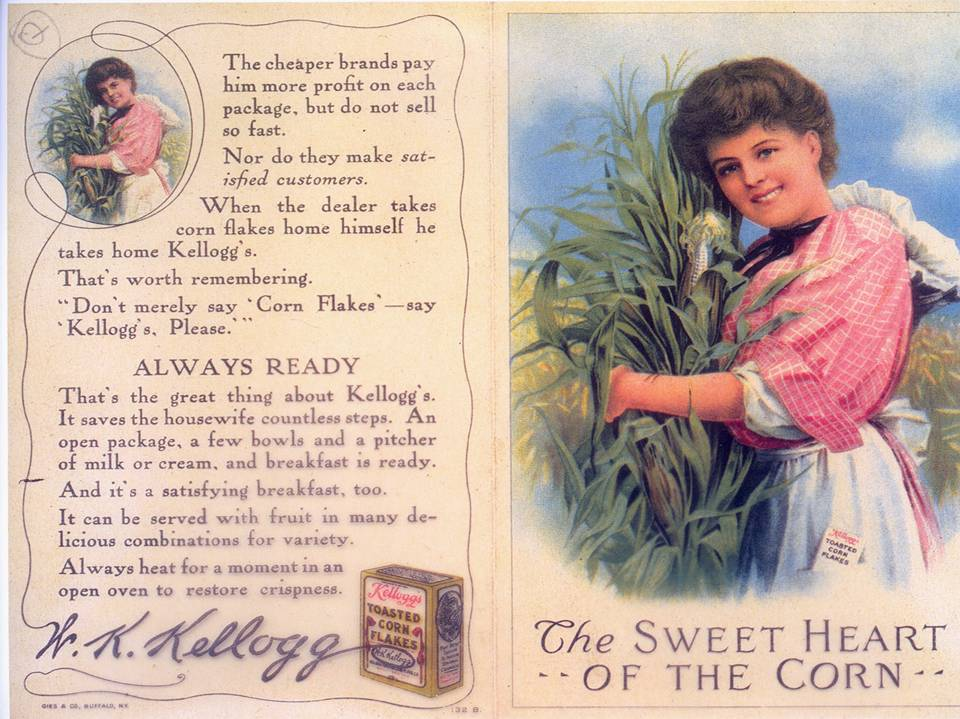 The cheaper brands pay
him more profit on each
package, but do not sell
so fast.
Nor do they make sat-
isfied customers.
When the dealer takes
corn flakes home himself he
takes home Kellogg's.
That's worth remembering.
"Don't merely say 'Corn Flakes'—say
'Kellogg's, Please.'"
ALWAYS READY
That's the great thing about Kellogg's.
It saves the housewife countless steps. An
open package, a few bowls and a pitcher
of milk or cream, and breakfast is ready.
And it's a satisfying breakfast, too.
It can be served with fruit in many de-
licious combinations for variety.
Always heat for a moment in an
open oven to restore crispness.
W. K. Kellogg
Kellogg's
TOASTED
CORN
FLAKES
W.K. Kellogg
GIES & CO, BUFFALO, N.Y.
132 B.
Kellogg's
TOASTED
CORN
FLAKES
The SWEET HEART
-- OF THE CORN --